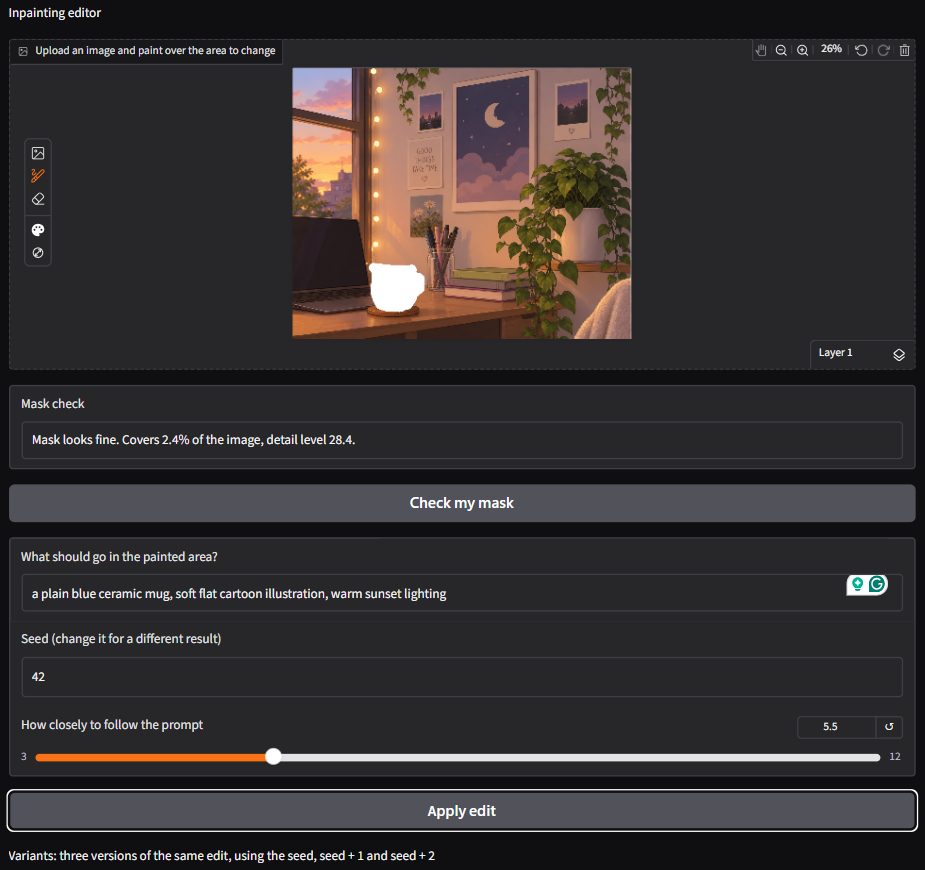 Inpainting editor
Upload an image and paint over the area to change
26%
Layer 1
Mask check
Mask looks fine. Covers 2.4% of the image, detail level 28.4.
Check my mask
What should go in the painted area?
a plain blue ceramic mug, soft flat cartoon illustration, warm sunset lighting
Seed (change it for a different result)
42
How closely to follow the prompt
5.5
3
12
Apply edit
Variants: three versions of the same edit, using the seed, seed + 1 and seed + 2